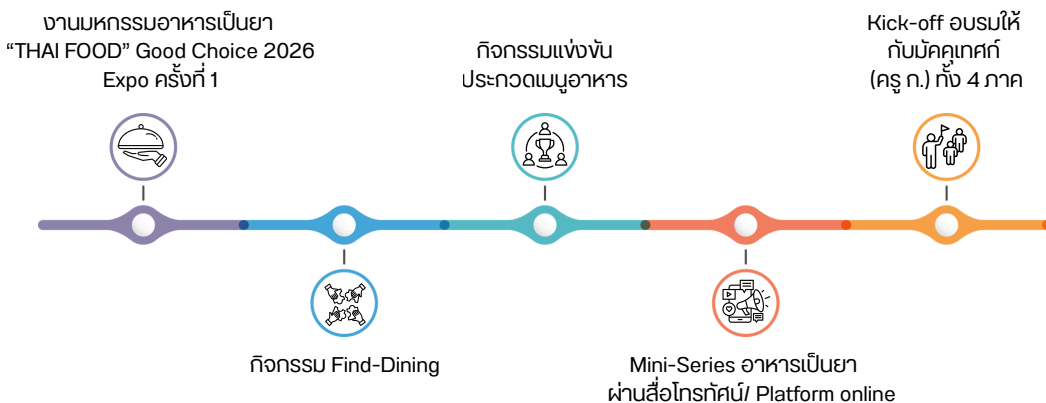 งานมหกรรมอาหารเป็นยา
“THAI FOOD” Good Choice 2026
Expo ครั้งที่ 1
กิจกรรม Find-Dining
กิจกรรมแข่งขัน
ประกวดเมนูอาหาร
Mini-Series อาหารเป็นยา
ผ่านสื่อโทรทัศน์/ Platform online
Kick-off อบรมให้
กับมัคคุเทศก์
(ครู ก.) ทั้ง 4 ภาค